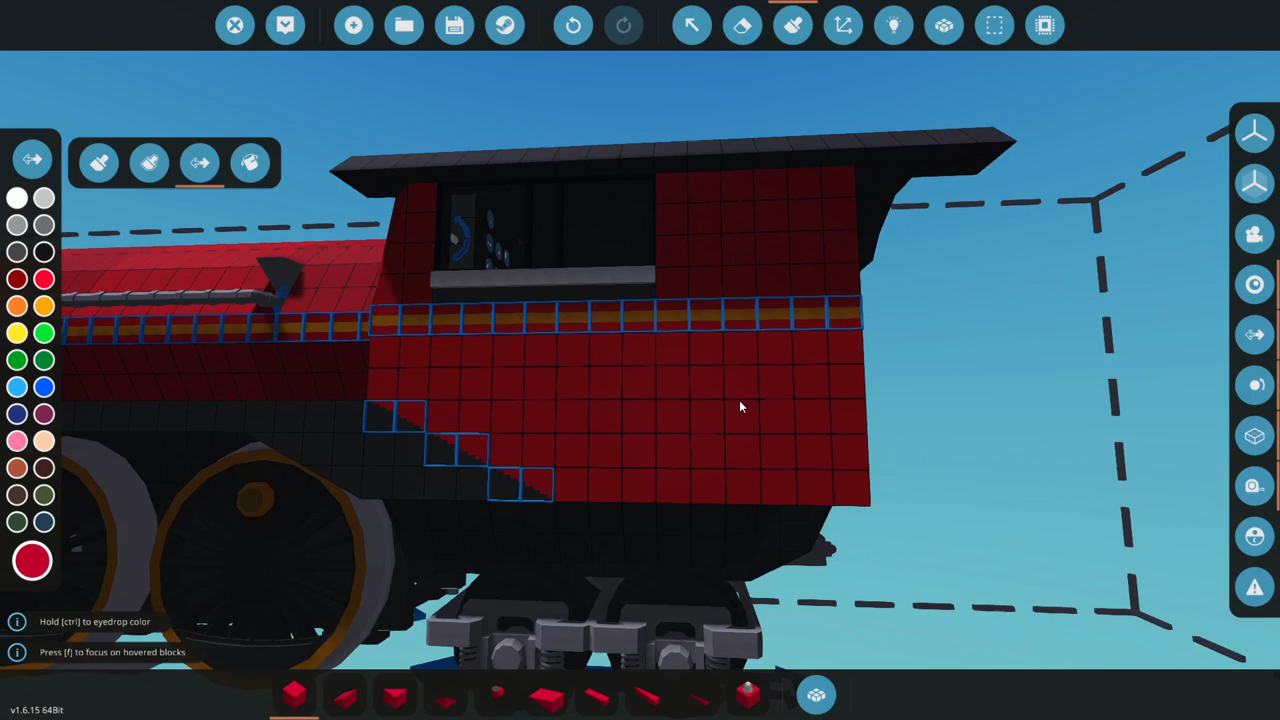 Hold [ctrl] to eyedrop color
Press [f] to focus on hovered blocks
v1.6.15 64Bit